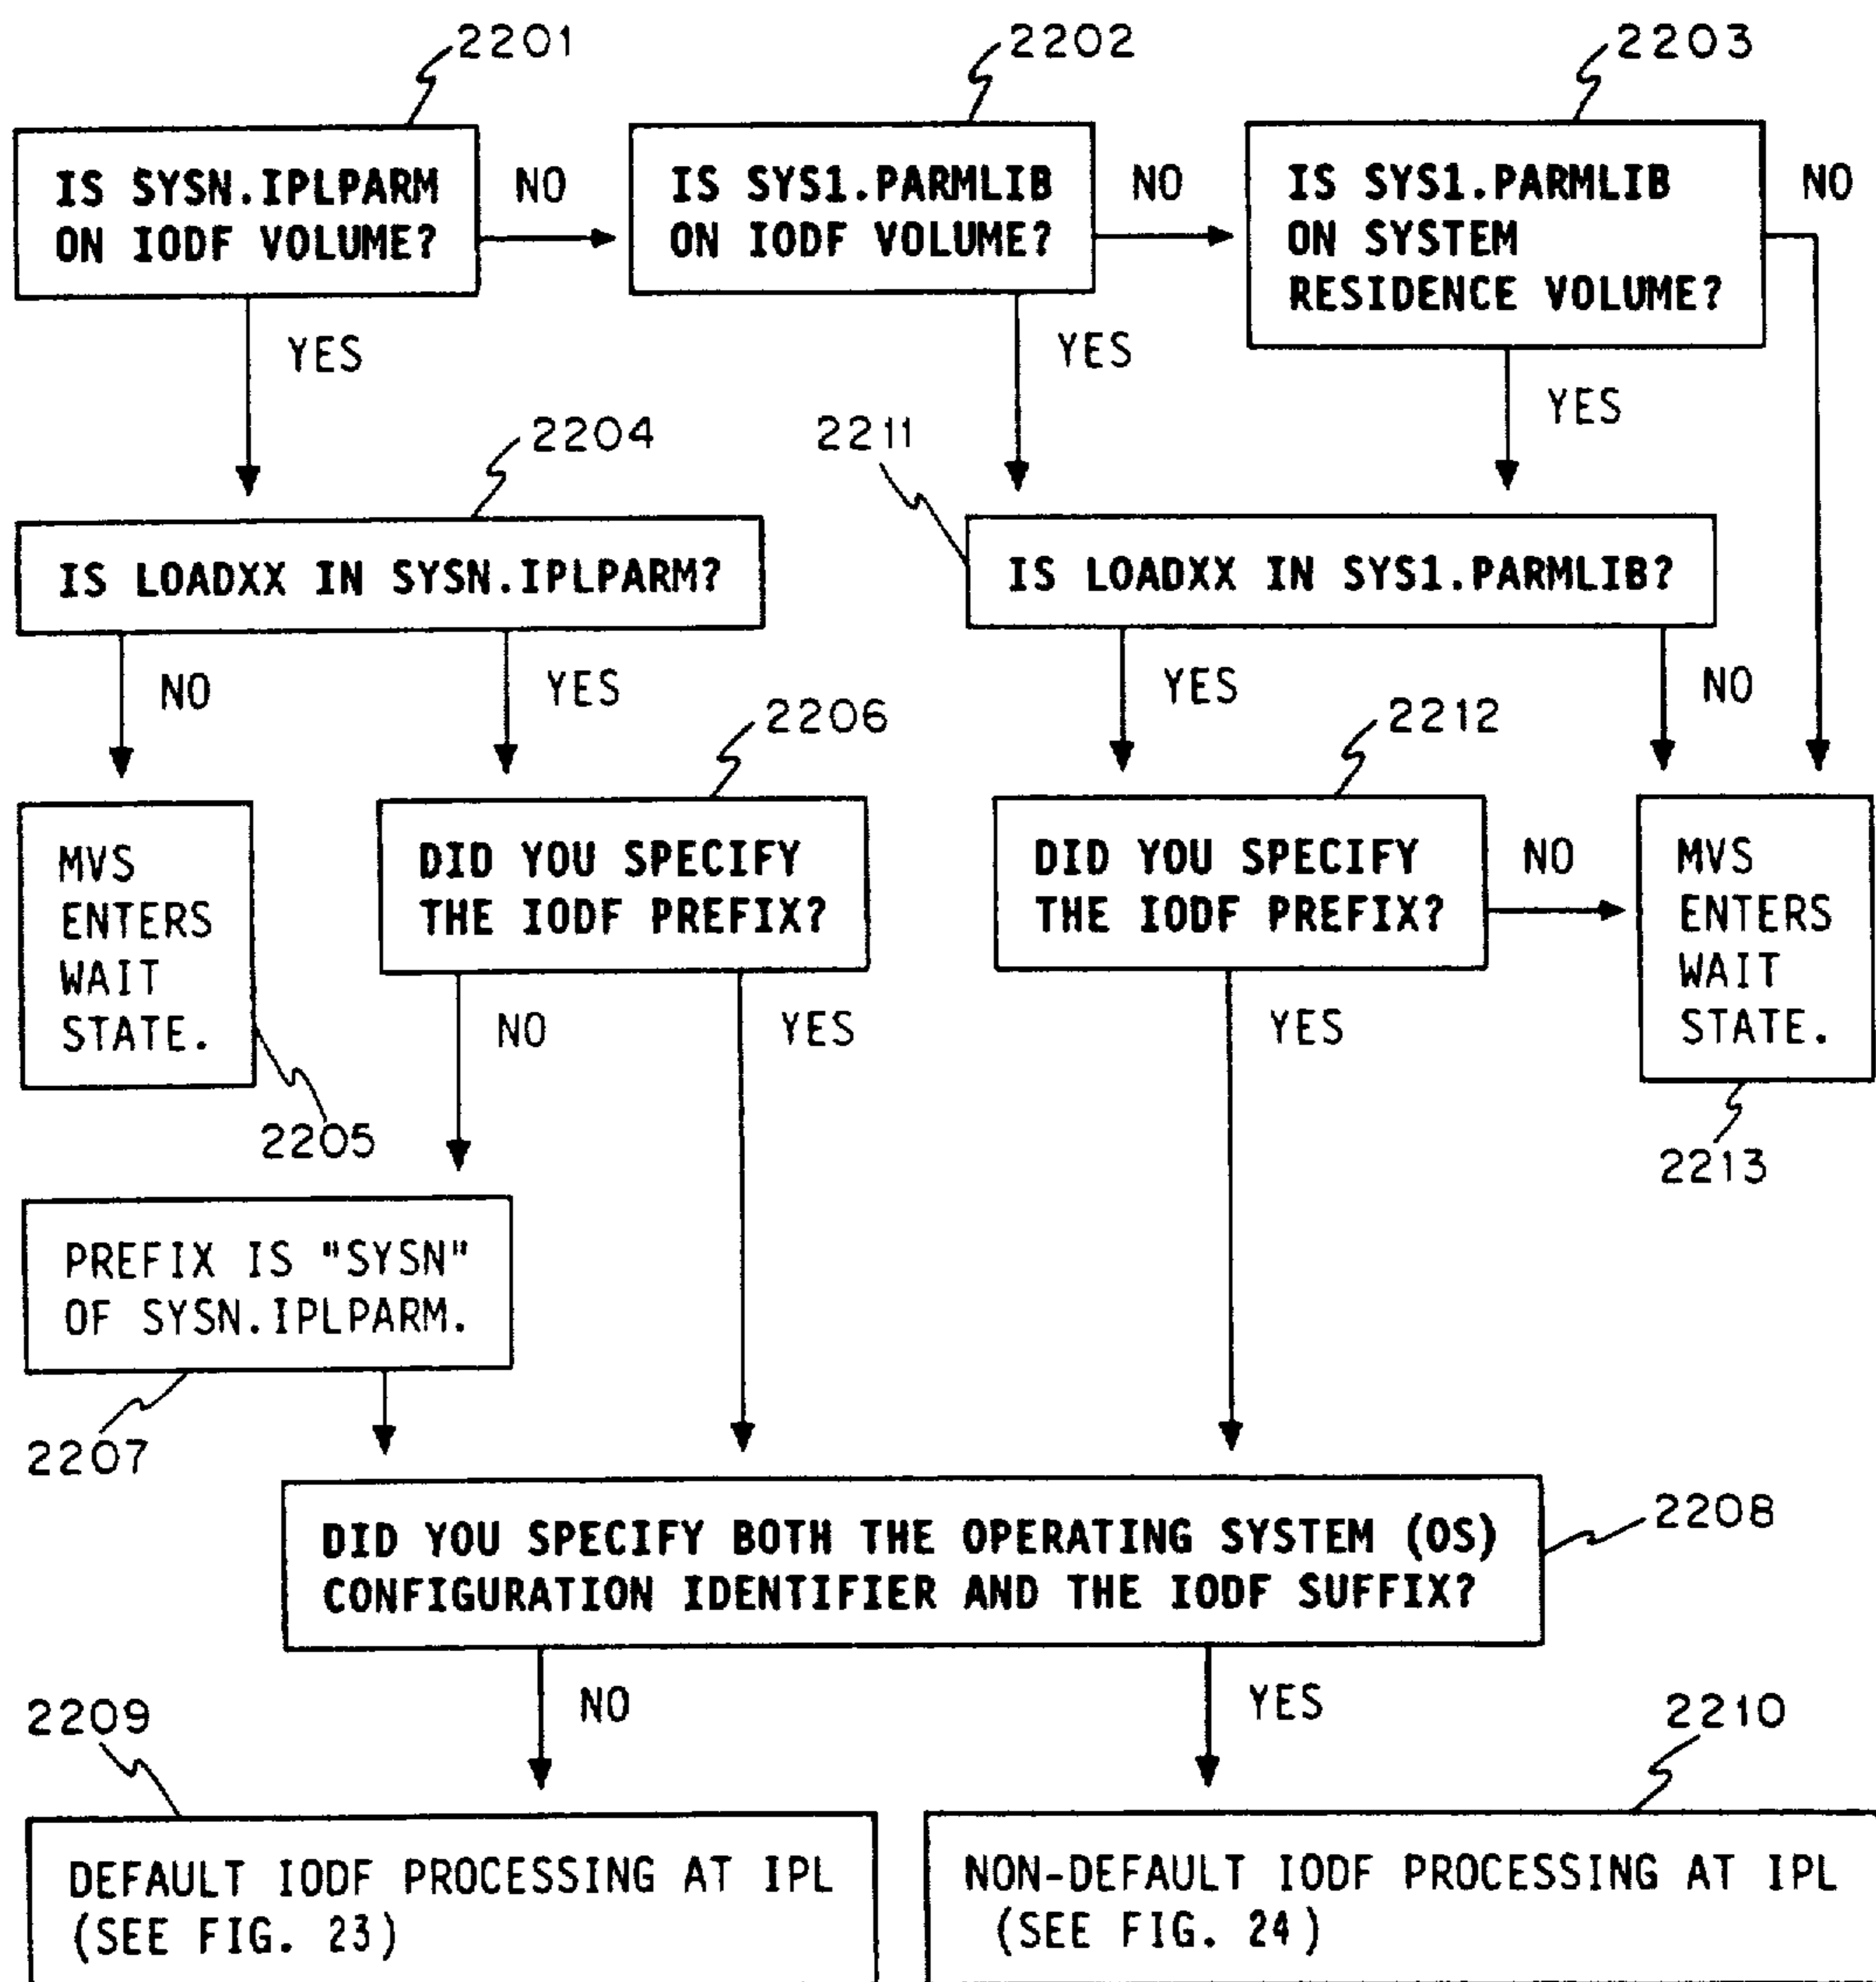 2201
2202
2203
IS SYSN.IPLPARM
ON IODF VOLUME?
NO
IS SYS1.PARMLIB
ON IODF VOLUME?
NO
IS SYS1.PARMLIB
ON SYSTEM
RESIDENCE VOLUME?
NO
YES
YES
YES
2204
2211
IS LOADXX IN SYSN.IPLPARM?
IS LOADXX IN SYS1.PARMLIB?
NO
YES
YES
NO
2206
2212
MVS
ENTERS
WAIT
STATE.
DID YOU SPECIFY
THE IODF PREFIX?
DID YOU SPECIFY
THE IODF PREFIX?
NO
MVS
ENTERS
WAIT
STATE.
NO
YES
YES
2205
2213
PREFIX IS "SYSN"
OF SYSN.IPLPARM.
2207
DID YOU SPECIFY BOTH THE OPERATING SYSTEM (OS)
CONFIGURATION IDENTIFIER AND THE IODF SUFFIX?
2208
NO
YES
2209
2210
DEFAULT IODF PROCESSING AT IPL
(SEE FIG. 23)
NON-DEFAULT IODF PROCESSING AT IPL
(SEE FIG. 24)